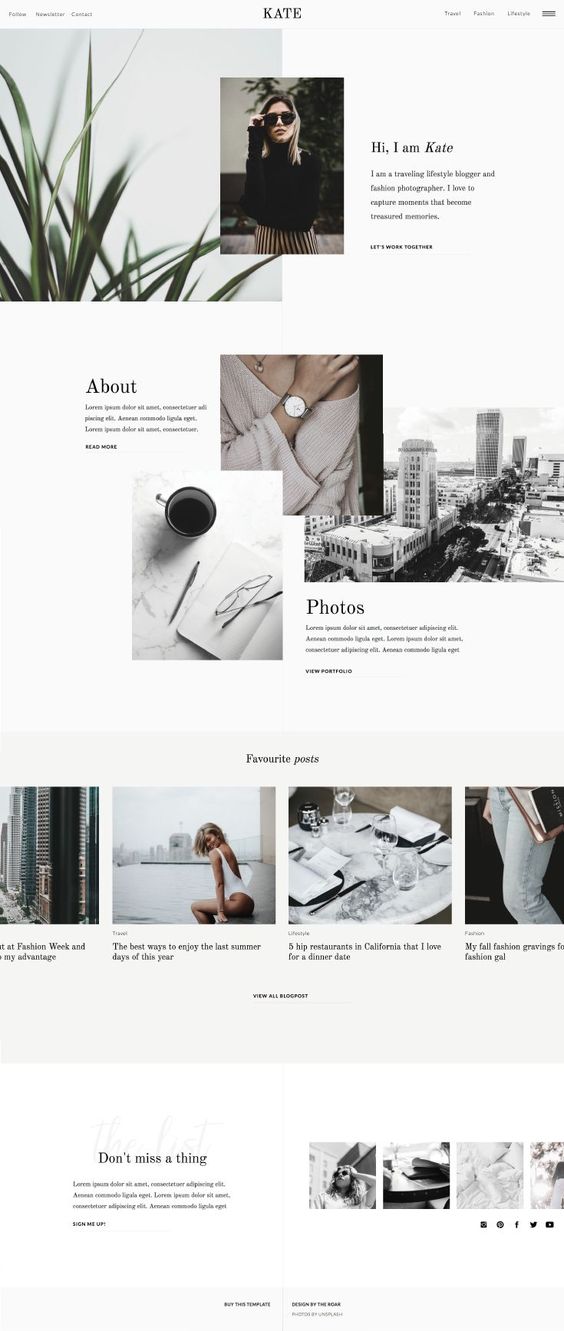 Follow Newsletter Contact
KATE
Travel Fashion Lifestyle
Hi, I am Kate
I am a traveling lifestyle blogger and
fashion photographer. I love to
capture moments that become
treasured memories.
LET'S WORK TOGETHER
About
Lorem ipsum dolor sit amet, consectetuer adi
piscing elit. Aenean commodo ligula eget.
Lorem ipsum dolor sit amet, consectetuer.
READ MORE
Photos
Lorem ipsum dolor sit amet, consectetuer adipiscing elit.
Aenean commodo ligula eget. Lorem ipsum dolor sit amet,
consectetuer adipiscing elit. Aenean commodo ligula eget
VIEW PORTFOLIO
Favourite posts
at Fashion Week and
my advantage
Travel
The best ways to enjoy the last summer
days of this year
Lifestyle
5 hip restaurants in California that I love
for a dinner date
Fashion
My fall fashion gravings fo
fashion gal
VIEW ALL BLOGPOST
the list
Don't miss a thing
Lorem ipsum dolor sit amet, consectetuer adipiscing elit.
Aenean commodo ligula eget. Lorem ipsum dolor sit amet,
consectetuer adipiscing elit. Aenean commodo ligula eget
SIGN ME UP!
BUY THIS TEMPLATE
DESIGN BY THE ROAR
PHOTOS BY UNSPLASH